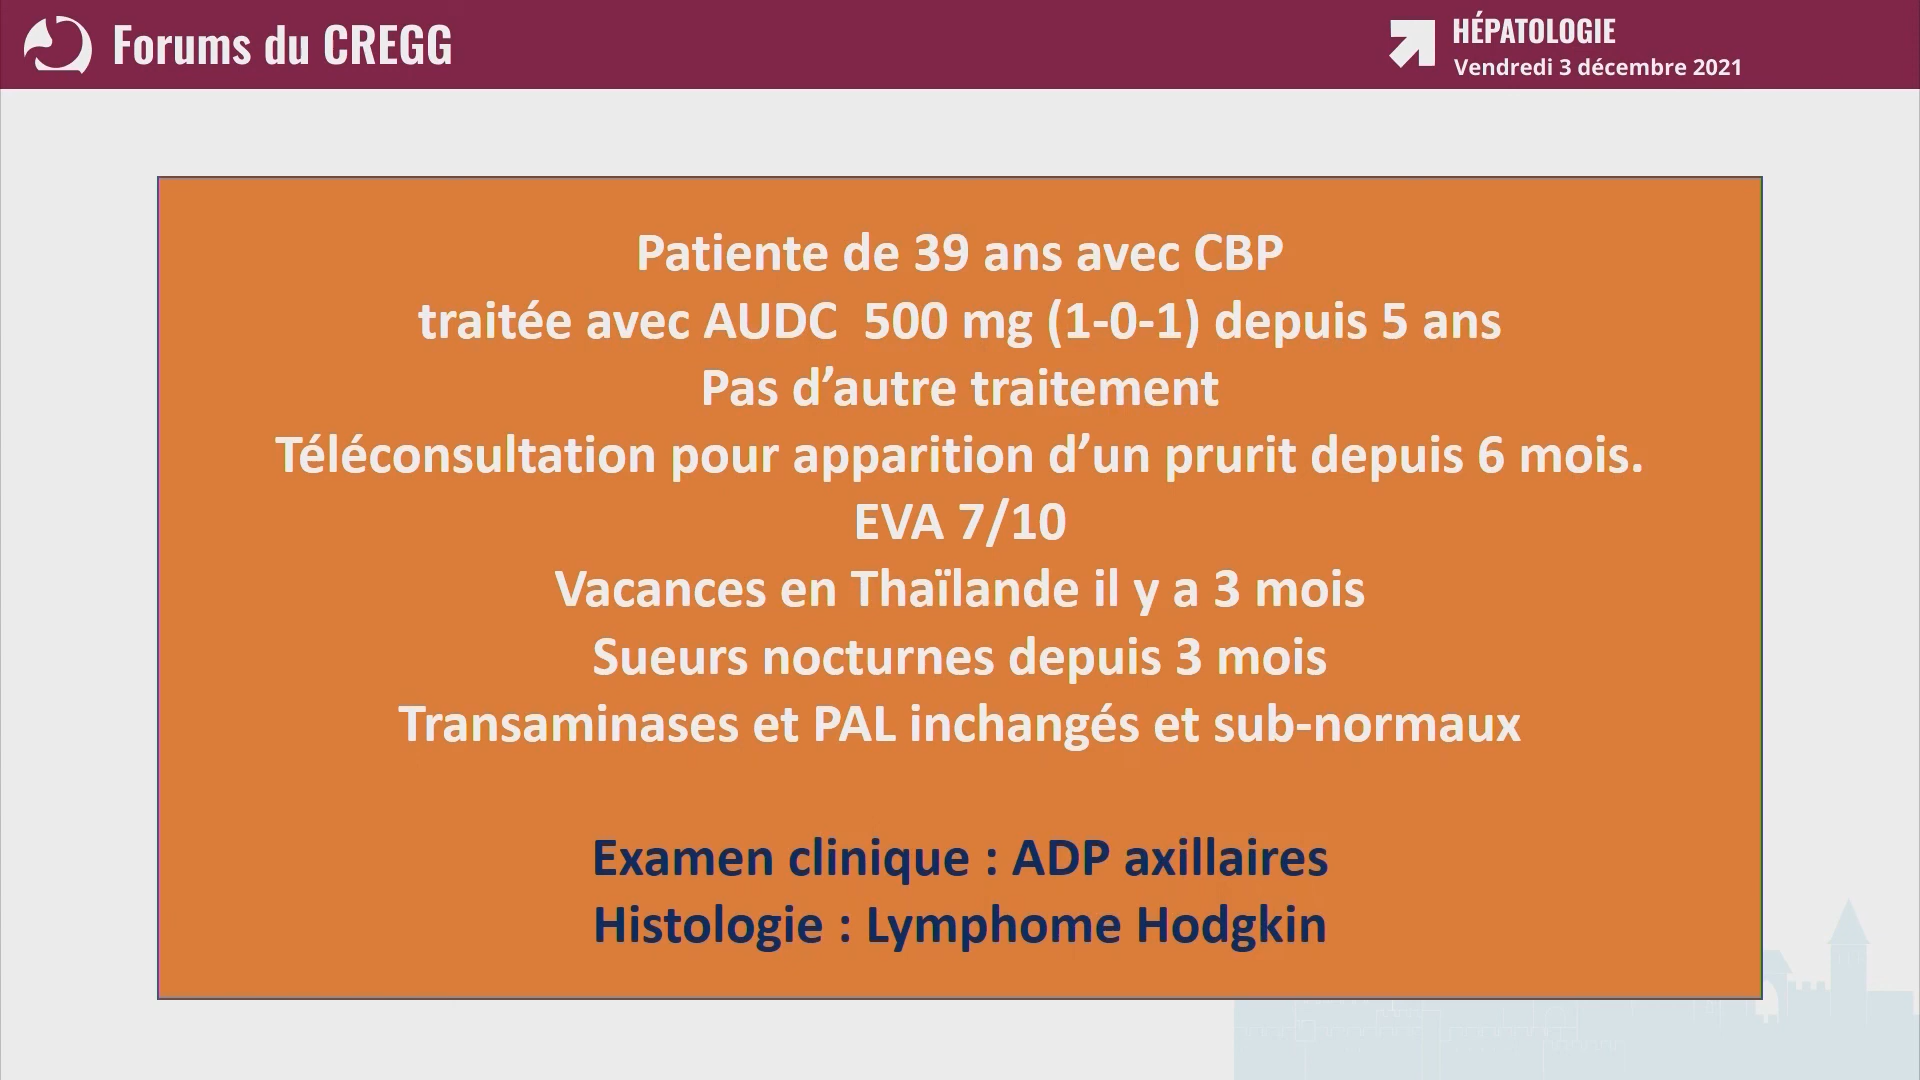 Forums du CREGG
HÉPATOLOGIE
Vendredi 3 décembre 2021
Patiente de 39 ans avec CBP
traitée avec AUDC 500 mg (1-0-1) depuis 5 ans
Pas d’autre traitement
Téléconsultation pour apparition d’un prurit depuis 6 mois.
EVA 7/10
Vacances en Thaïlande il y a 3 mois
Sueurs nocturnes depuis 3 mois
Transaminases et PAL inchangés et sub-normaux
Examen clinique : ADP axillaires
Histologie : Lymphome Hodgkin